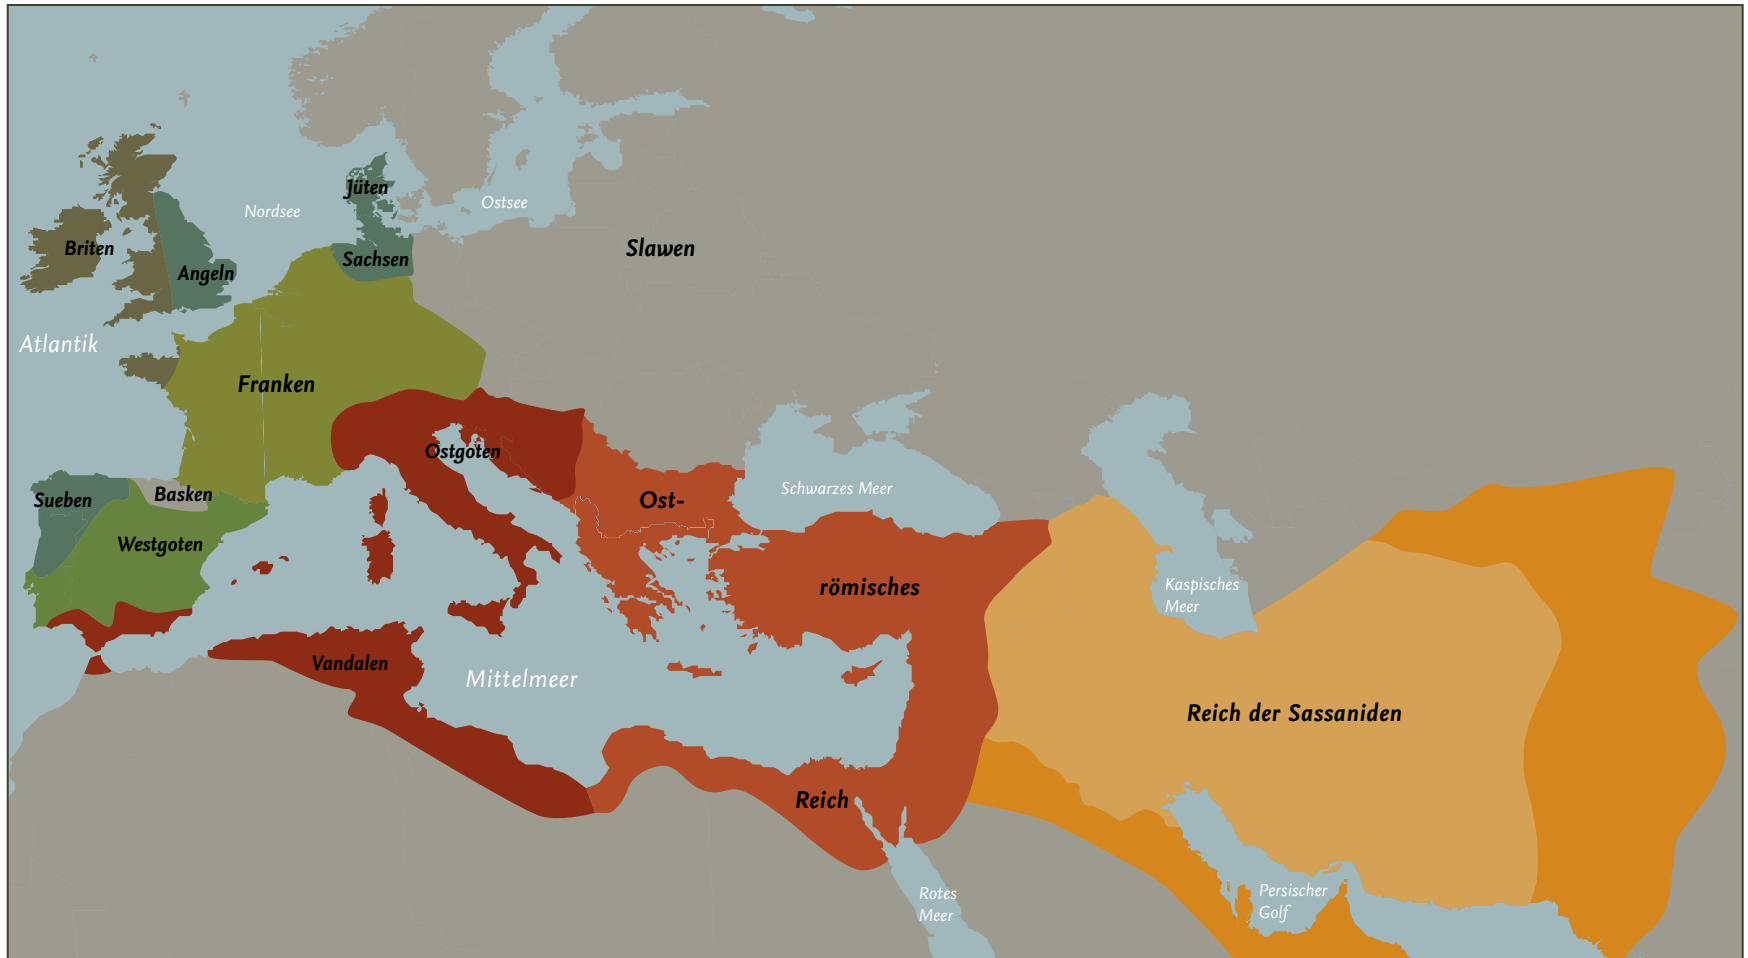 Jüten
Nordsee
Ostsee
Briten
Slawen
Sachsen
Angeln
Atlantik
Franken
Ostgoten
Sueben
Basken
Schwarzes Meer
Ost-
Westgoten
römisches
Kaspisches
Meer
Vandalen
Mittelmeer
Reich der Sassaniden
Reich
Rotes
Meer
Persischer
Golf